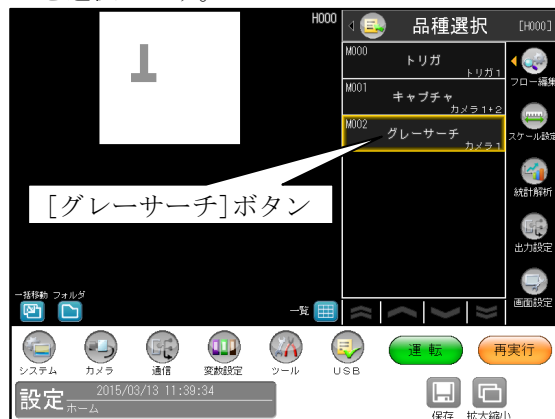 H000
品種選択
[H000]
M000
トリガ
トリガ1
M001
キャプチャ
カメラ1+2
M002
グレーサーチ
カメラ1
[グレーサーチ]ボタン
フロー編集
スケール設定
統計解析
出力設定
画面設定
一括移動 フォルダ
一覧
システム
カメラ
通信
変数設定
ツール
USB
運転
再実行
設定
2015/03/13 11:39:34
ホーム
保存
拡大縮小